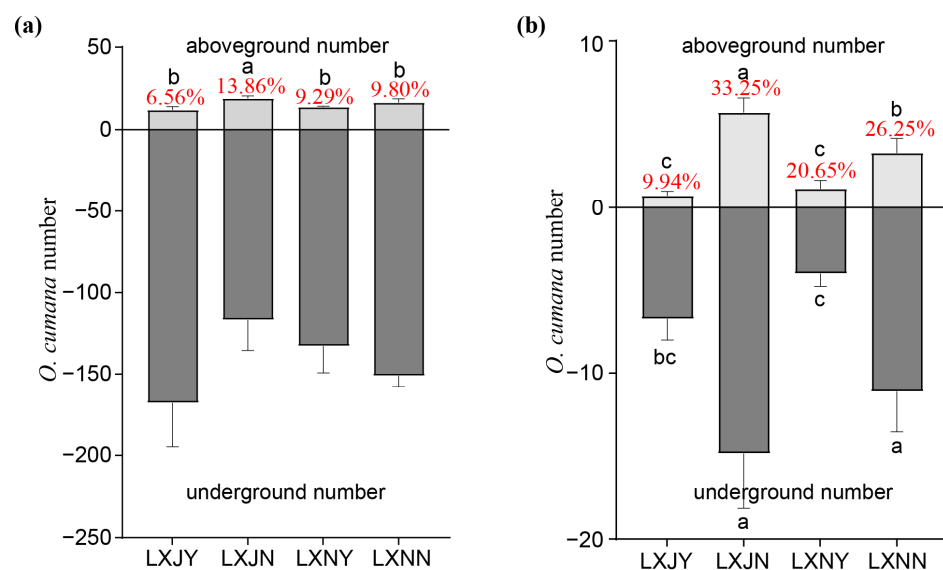 (a)
O. cumana number
50
0
−50
−100
−150
−200
−250
aboveground number
b
a
b
b
6.56%
13.86%
9.29%
9.80%
underground number
LXJY
LXJN
LXNY
LXNN
(b)
O. cumana number
10
0
−10
−20
aboveground number
a
33.25%
b
26.25%
c
9.94%
c
20.65%
bc
c
a
underground number
a
LXJY
LXJN
LXNY
LXNN